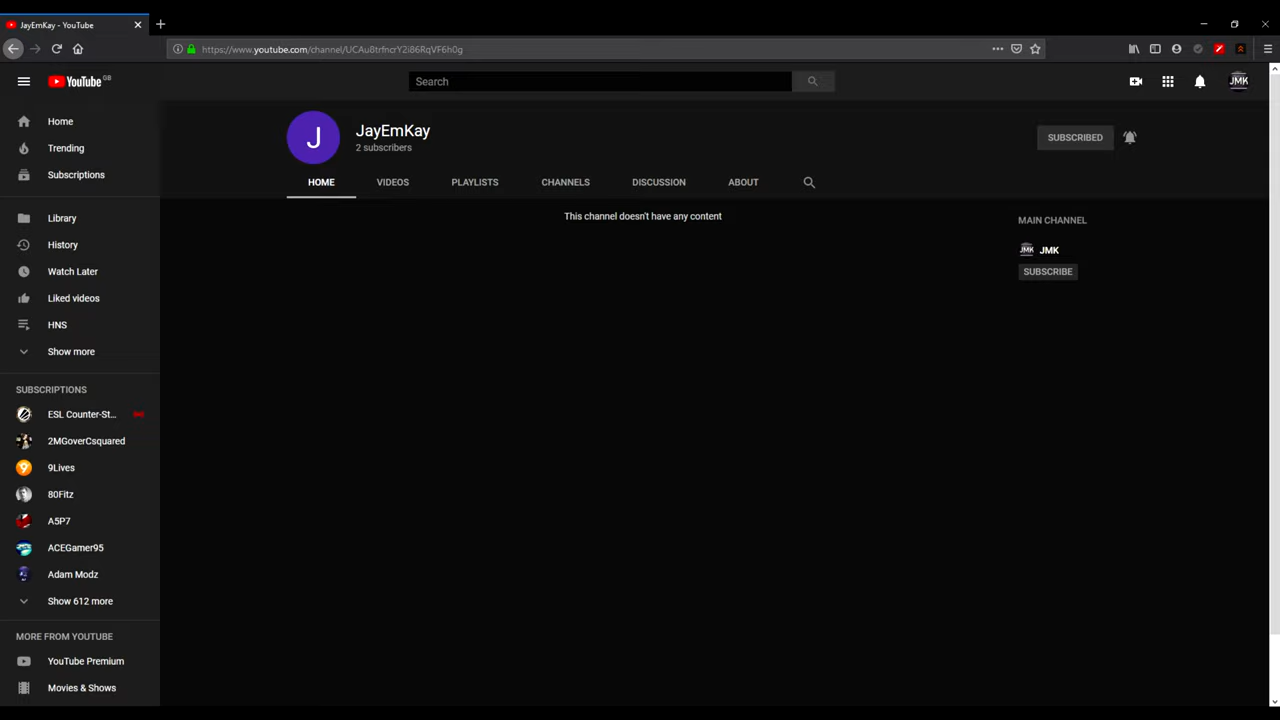 JayEmKay - YouTube
https://www.youtube.com/channel/UCAu8trfncrY2i86RqVF6h0g
YouTube GB
Search
JMK
Home
Trending
Subscriptions
Library
History
Watch Later
Liked videos
HNS
Show more
SUBSCRIPTIONS
ESL Counter-St...
2MGoverCsquared
9Lives
80Fitz
A5P7
ACEGamer95
Adam Modz
Show 612 more
MORE FROM YOUTUBE
YouTube Premium
Movies & Shows
J
JayEmKay
2 subscribers
SUBSCRIBED
HOME VIDEOS PLAYLISTS CHANNELS DISCUSSION ABOUT
This channel doesn't have any content
MAIN CHANNEL
JMK JMK
SUBSCRIBE